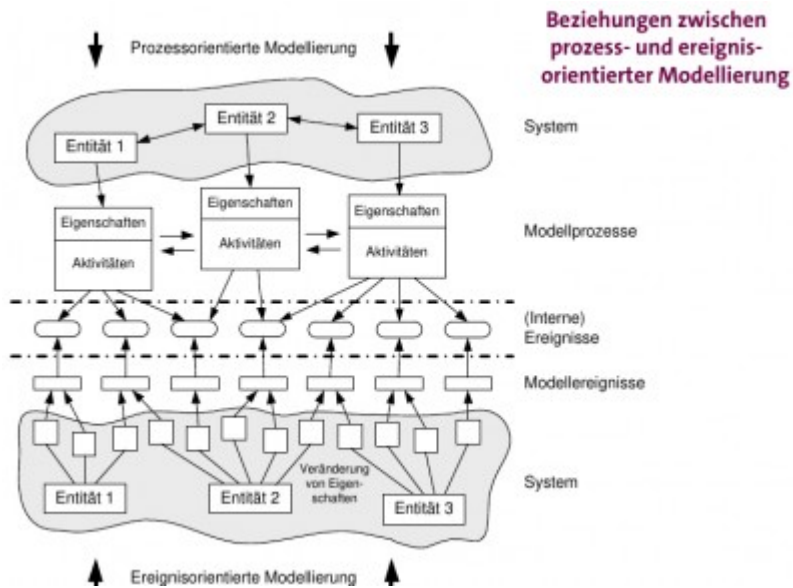 Beziehungen zwischen
prozess- und ereignis-
orientierter Modellierung
Prozessorientierte Modellierung
Entität 1
Entität 2
Entität 3
System
Eigenschaften
Aktivitäten
Eigenschaften
Aktivitäten
Eigenschaften
Aktivitäten
Modellprozesse
(Interne)
Ereignisse
Modellereignisse
Veränderung
von Eigen-
schaften
Entität 1
Entität 2
Entität 3
System
Ereignisorientierte Modellierung